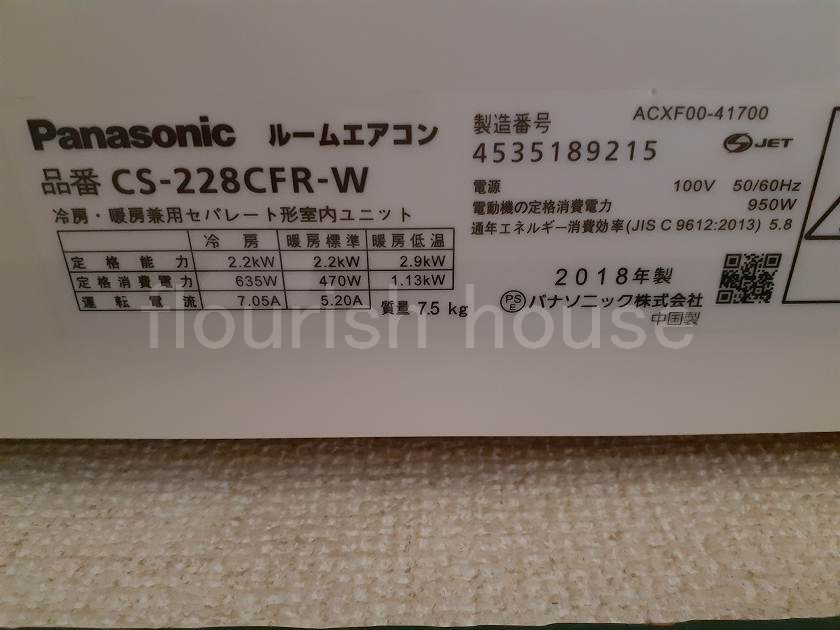 Panasonic ルームエアコン
品番 CS-228CFR-W
冷房・暖房兼用セパレート形室内ユニット
冷房 暖房標準 暖房低温
定格能力 2.2kW 2.2kW 2.9kW
定格消費電力 635W 470W 1.13kW
運転電流 7.05A 5.20A
質量 7.5 kg
ACXF00-41700
製造番号
4535189215
JET
電源 100V 50/60Hz
電動機の定格消費電力 950W
通年エネルギー消費効率(JIS C 9612:2013) 5.8
2018年製
PSE パナソニック株式会社
中国製
flourish house